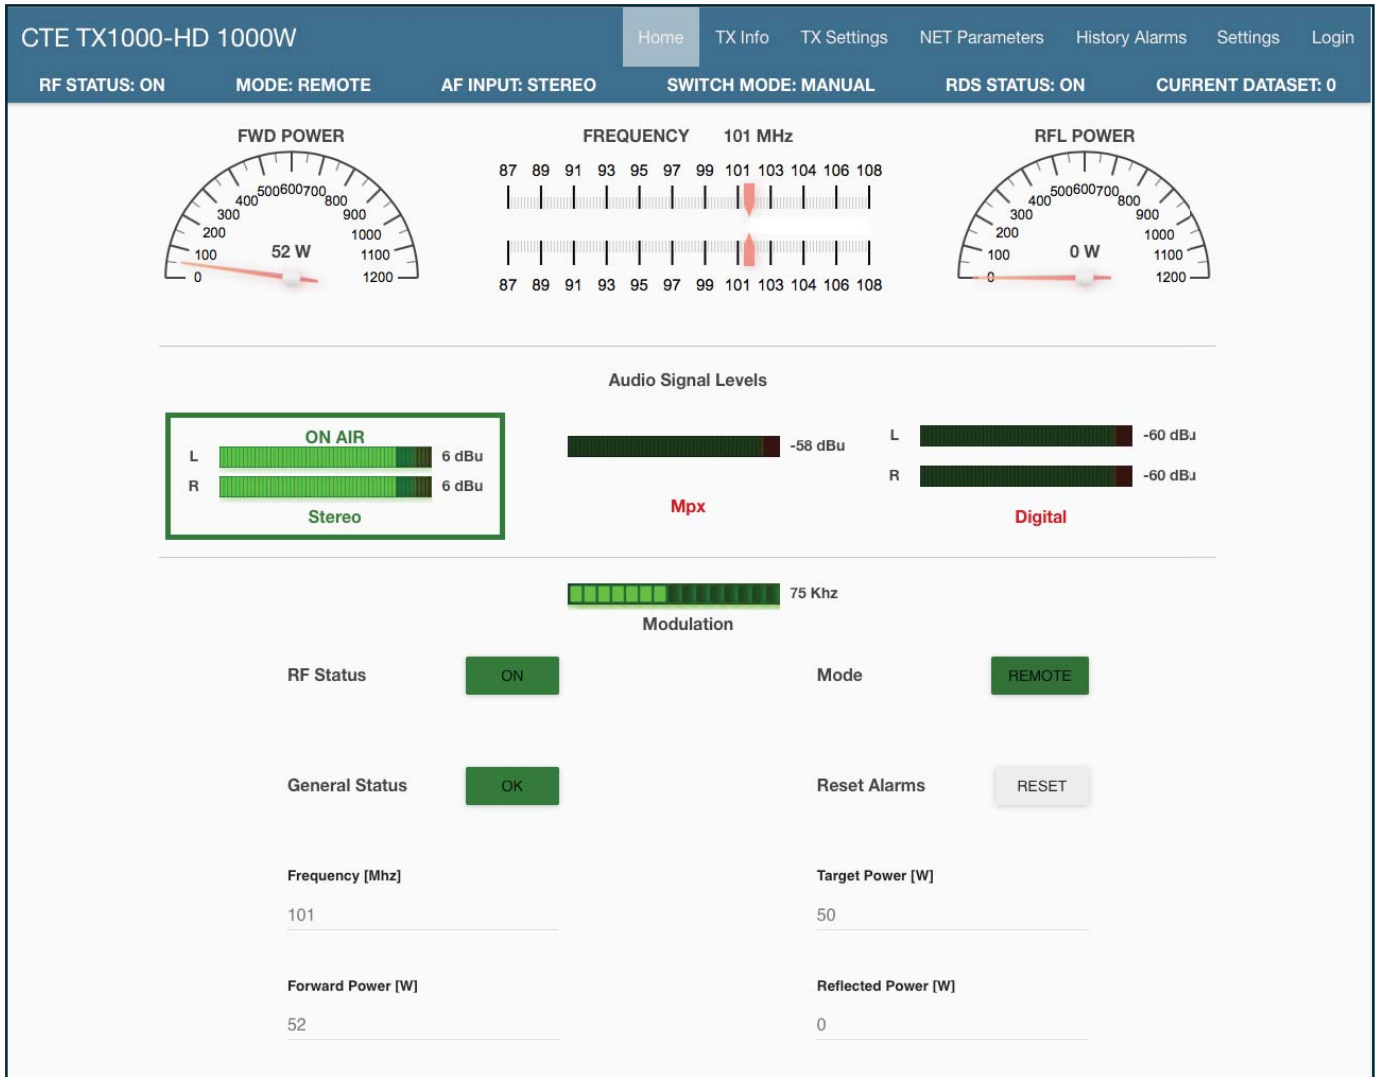 CTE TX1000-HD 1000W Home TX Info TX Settings NET Parameters History Alarms Settings Login
RF STATUS: ON MODE: REMOTE AF INPUT: STEREO SWITCH MODE: MANUAL RDS STATUS: ON CURRENT DATASET: 0
FWD POWER
0 100 200 300 400 500 600 700 800 900 1000 1100 1200
52 W
FREQUENCY 101 MHz
87 89 91 93 95 97 99 101 103 104 106 108
87 89 91 93 95 97 99 101 103 104 106 108
RFL POWER
0 100 200 300 400 500 600 700 800 900 1000 1100 1200
0 W
Audio Signal Levels
ON AIR
L 6 dBu
R 6 dBu
Stereo
-58 dBu
Mpx
L -60 dBu
R -60 dBu
Digital
75 Khz
Modulation
RF Status ON Mode REMOTE
General Status OK Reset Alarms RESET
Frequency [Mhz] Target Power [W]
101 50
Forward Power [W] Reflected Power [W]
52 0